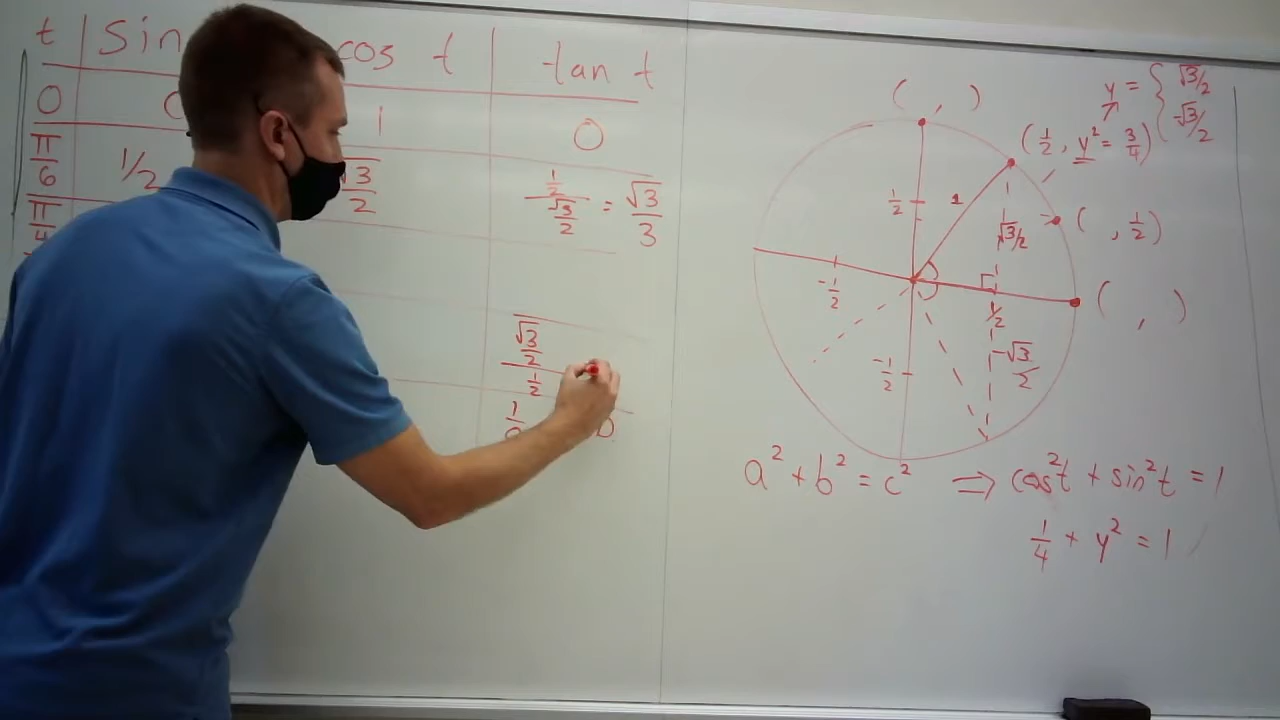 t Sin cos t tan t
0 1 0
π/6 1/2 √3/2 (1/2)/(√3/2) = √3/3
π/4
(√3/2)/(1/2)
1/0 0
( , ) y = { √3/2
-√3/2
(1/2, y² = 3/4)
1/2 1 √3/2 ( , 1/2)
-1/2 1/2 ( , )
-1/2 -√3/2
a² + b² = c² ⇒ cos²t + sin²t = 1
1/4 + y² = 1